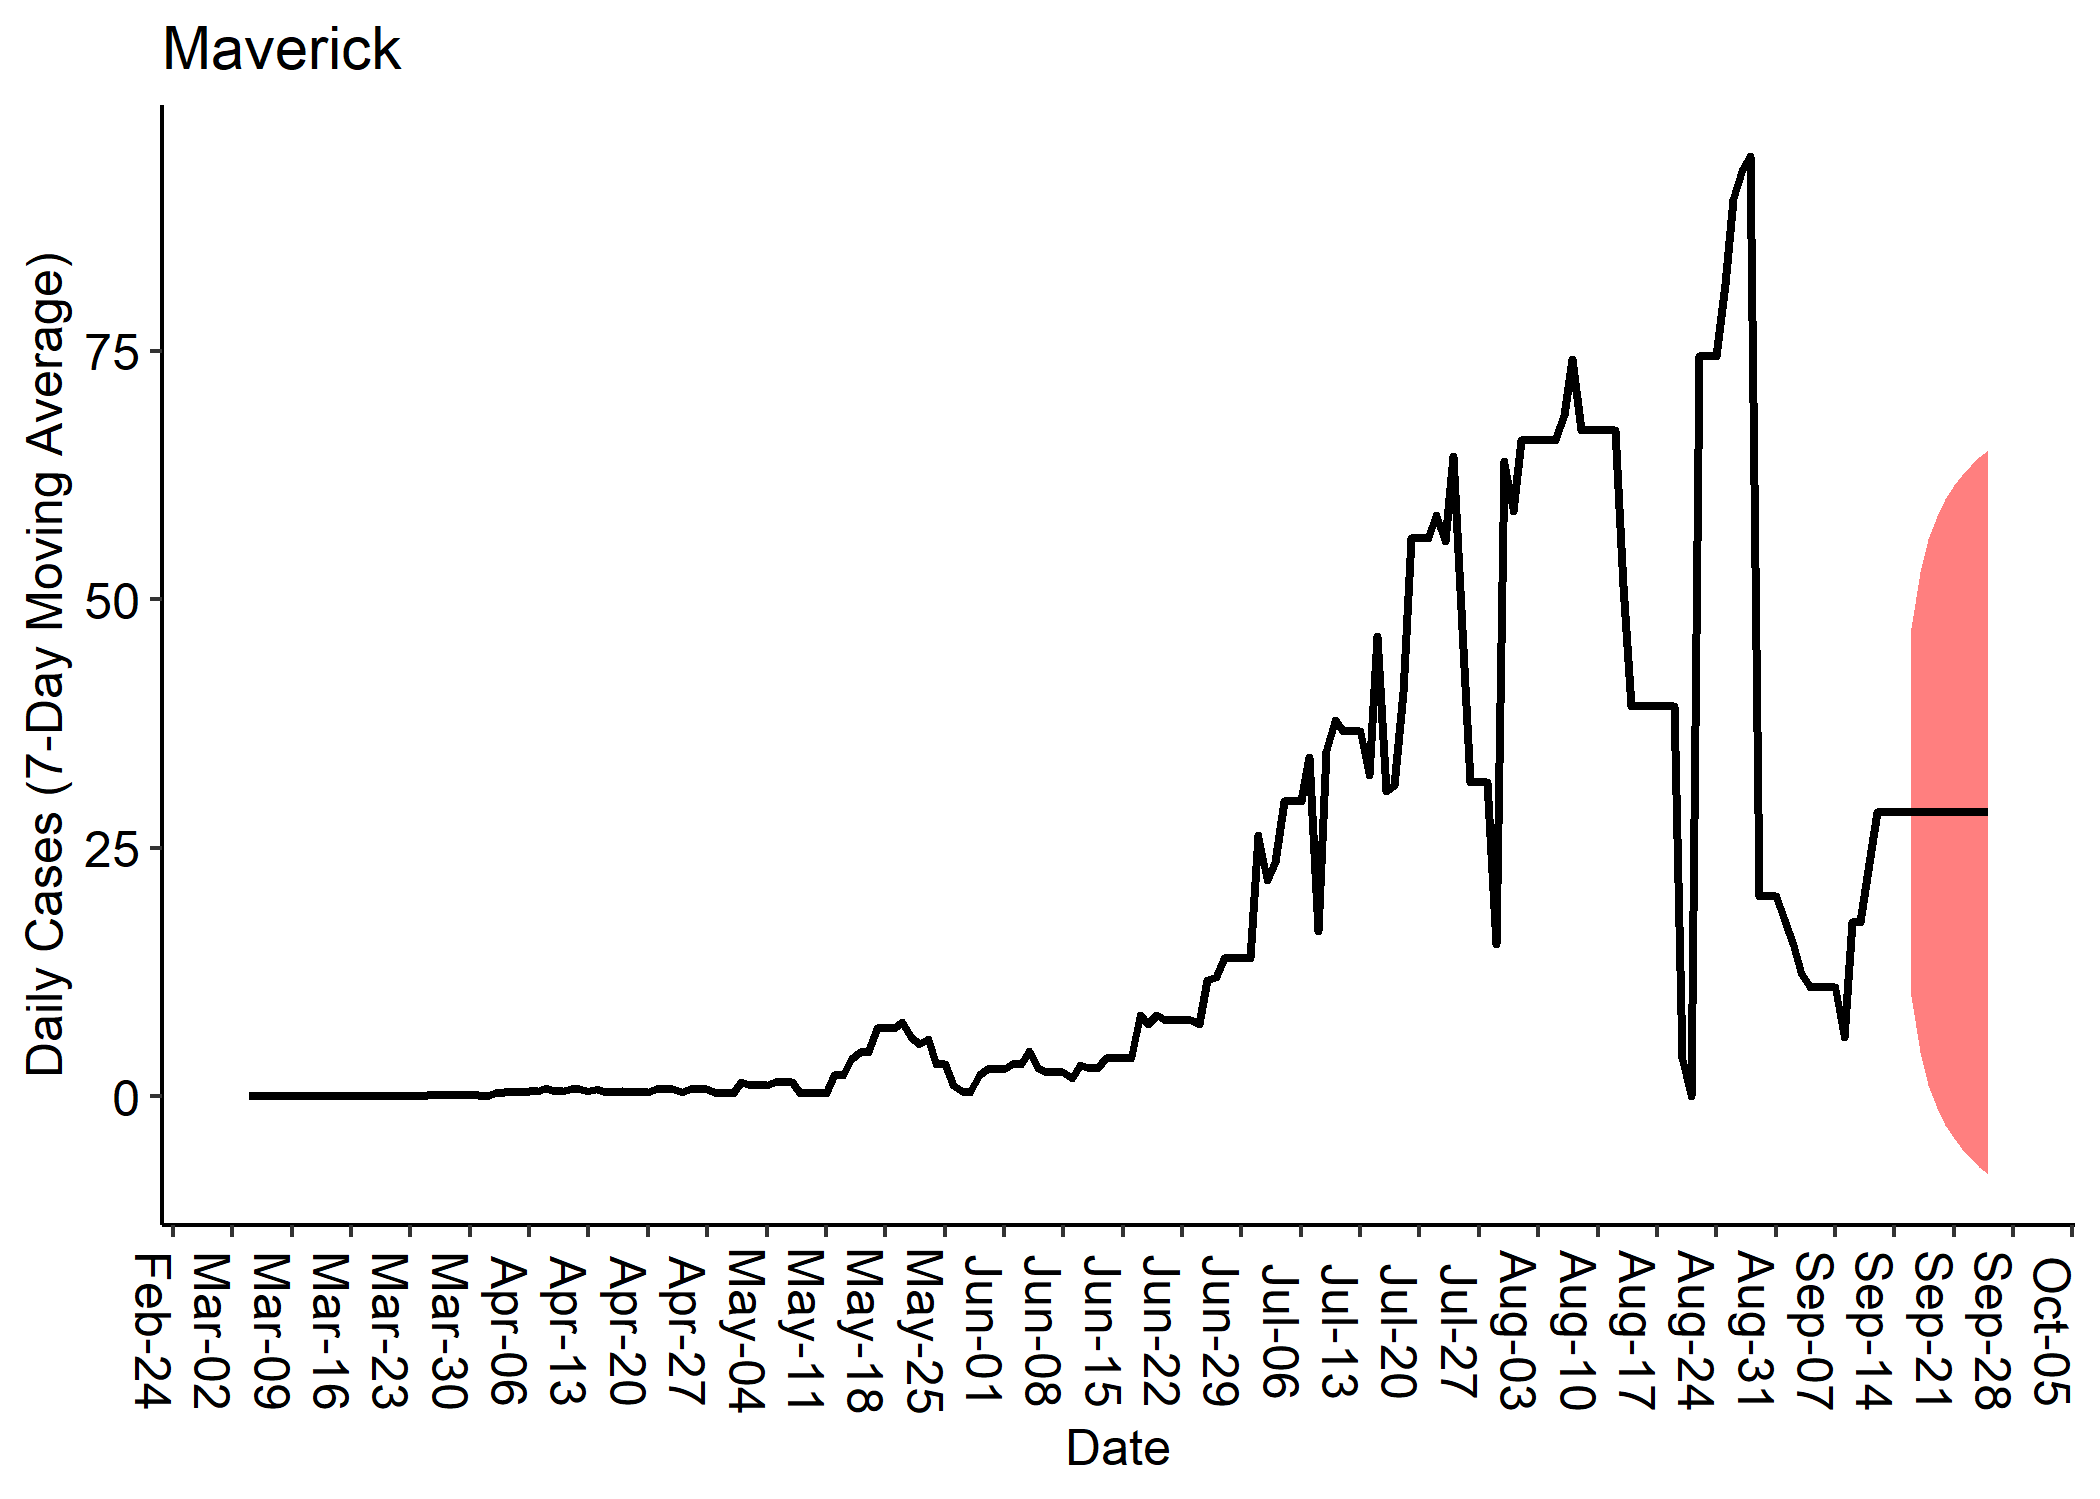 Maverick
Daily Cases (7-Day Moving Average)
75
50
25
0
Feb-24
Mar-02
Mar-09
Mar-16
Mar-23
Mar-30
Apr-06
Apr-13
Apr-20
Apr-27
May-04
May-11
May-18
May-25
Jun-01
Jun-08
Jun-15
Jun-22
Jun-29
Jul-06
Jul-13
Jul-20
Jul-27
Aug-03
Aug-10
Aug-17
Aug-24
Aug-31
Sep-07
Sep-14
Sep-21
Sep-28
Oct-05
Date